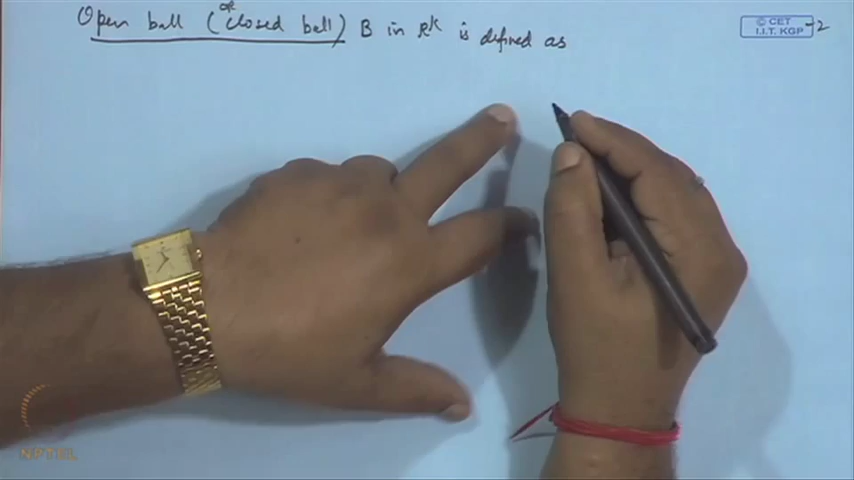 Open ball (or closed ball) B in Rᵏ is defined as
© CET
I.I.T. KGP
-2
NPTEL